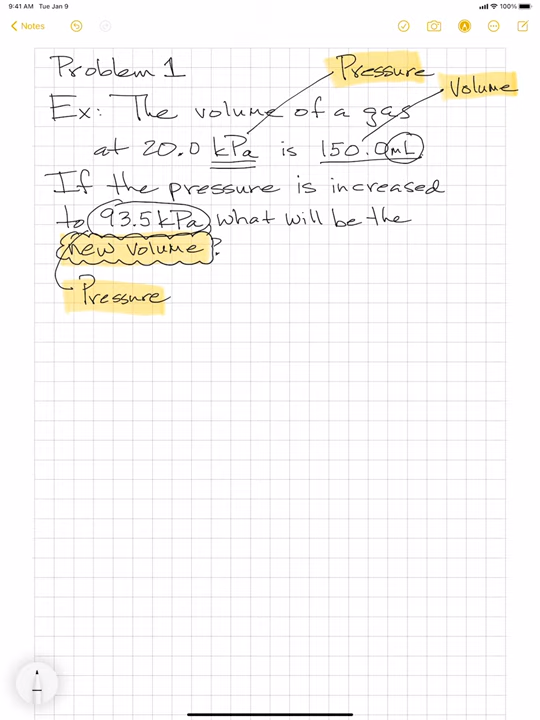 9:41 AM Tue Jan 9
100%
Notes
Problem 1
Pressure
Volume
Ex: The volume of a gas
at 20.0 kPa is 150.0 mL
If the pressure is increased
to 93.5 kPa what will be the
new volume?
Pressure